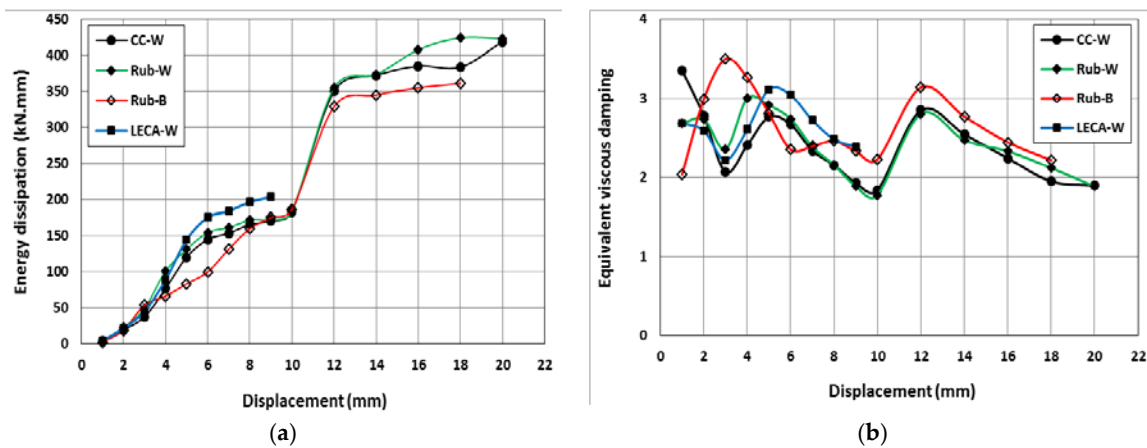 450
400
350
300
250
200
150
100
50
0
Energy dissipation (kN.mm)
CC-W
Rub-W
Rub-B
LECA-W
0 2 4 6 8 10 12 14 16 18 20 22
Displacement (mm)
(a)
4
3
2
1
0
Equivalent viscous damping
CC-W
Rub-W
Rub-B
LECA-W
0 2 4 6 8 10 12 14 16 18 20 22
Displacement (mm)
(b)